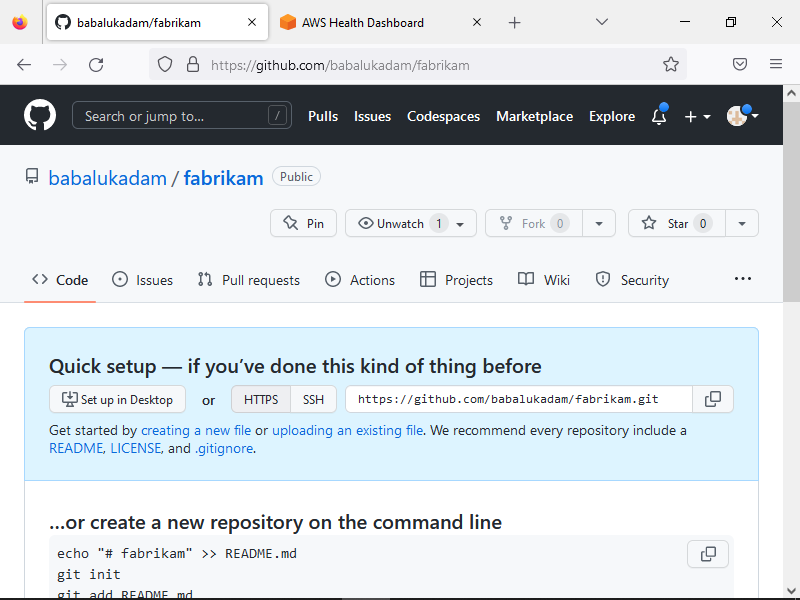 babalukadam/fabrikam
AWS Health Dashboard
https://github.com/babalukadam/fabrikam
Search or jump to... /
Pulls Issues Codespaces Marketplace Explore
babalukadam / fabrikam Public
Pin Unwatch 1 Fork 0 Star 0
Code Issues Pull requests Actions Projects Wiki Security ...
Quick setup — if you’ve done this kind of thing before
Set up in Desktop or HTTPS SSH https://github.com/babalukadam/fabrikam.git
Get started by creating a new file or uploading an existing file. We recommend every repository include a
README, LICENSE, and .gitignore.
…or create a new repository on the command line
echo "# fabrikam" >> README.md
git init
git add README.md